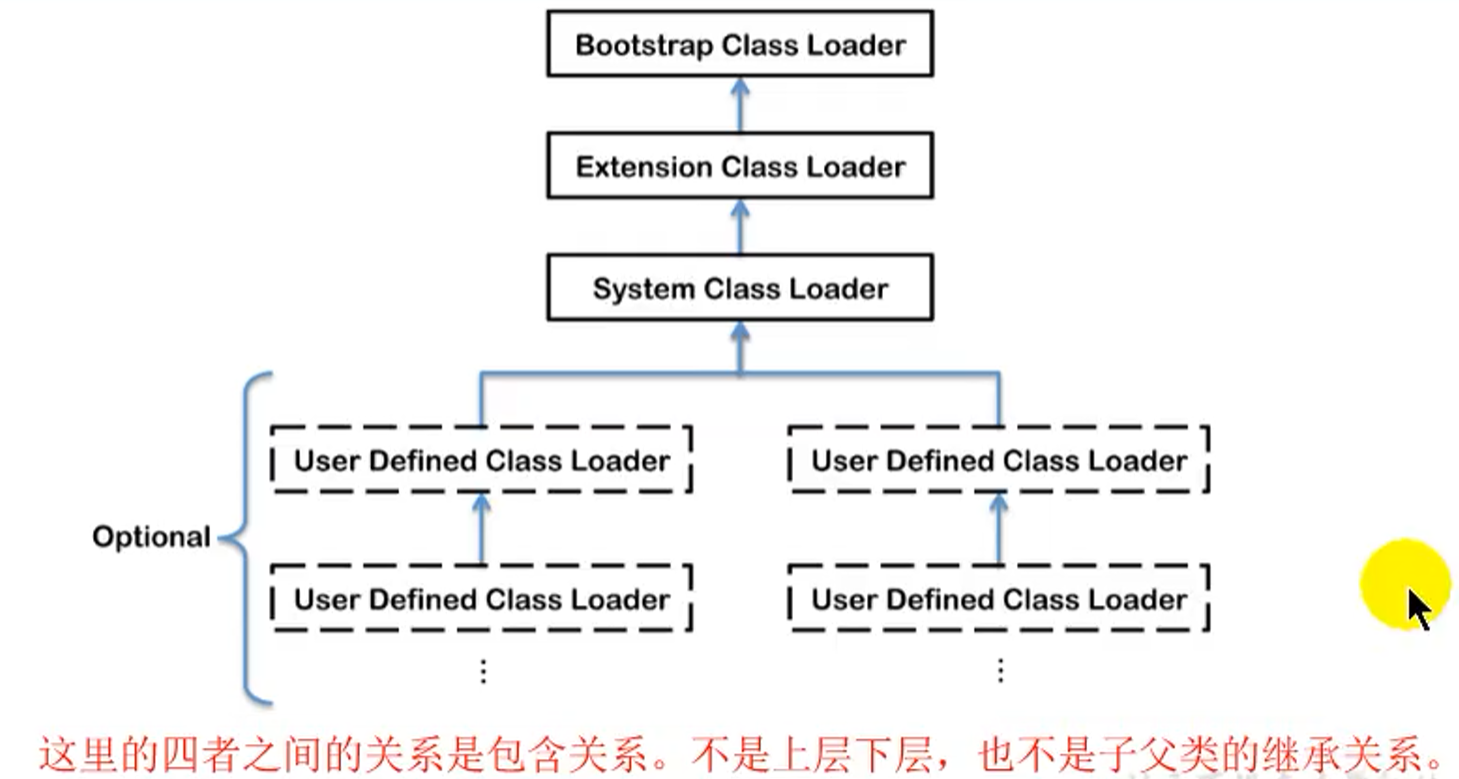 Bootstrap Class Loader
Extension Class Loader
System Class Loader
User Defined Class Loader
User Defined Class Loader
Optional
User Defined Class Loader
User Defined Class Loader
这里的四者之间的关系是包含关系。不是上层下层，也不是子父类的继承关系。